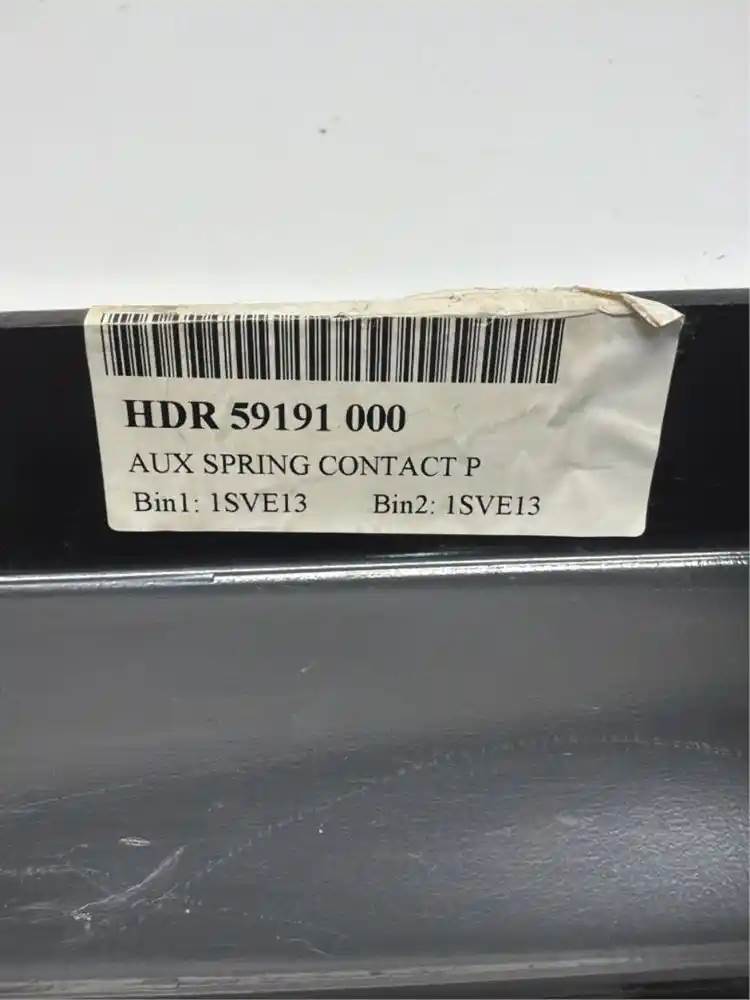 HDR 59191 000
AUX SPRING CONTACT P
Bin1: 1SVE13 Bin2: 1SVE13